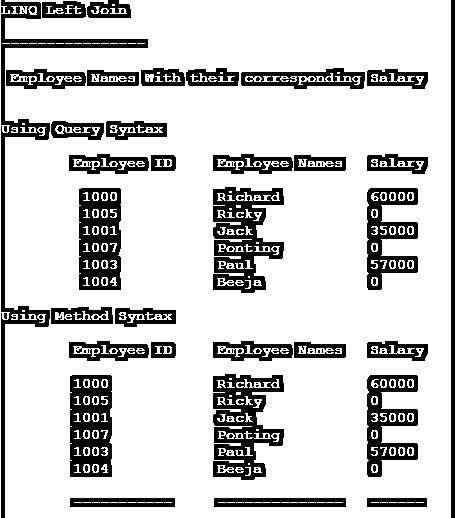 LINQ Left Join
----------------
Employee Names With their corresponding Salary
Using Query Syntax
Employee ID Employee Names Salary
1000 Richard 60000
1005 Ricky 0
1001 Jack 35000
1007 Ponting 0
1003 Paul 57000
1004 Beeja 0
Using Method Syntax
Employee ID Employee Names Salary
1000 Richard 60000
1005 Ricky 0
1001 Jack 35000
1007 Ponting 0
1003 Paul 57000
1004 Beeja 0
----------- -------------- ------